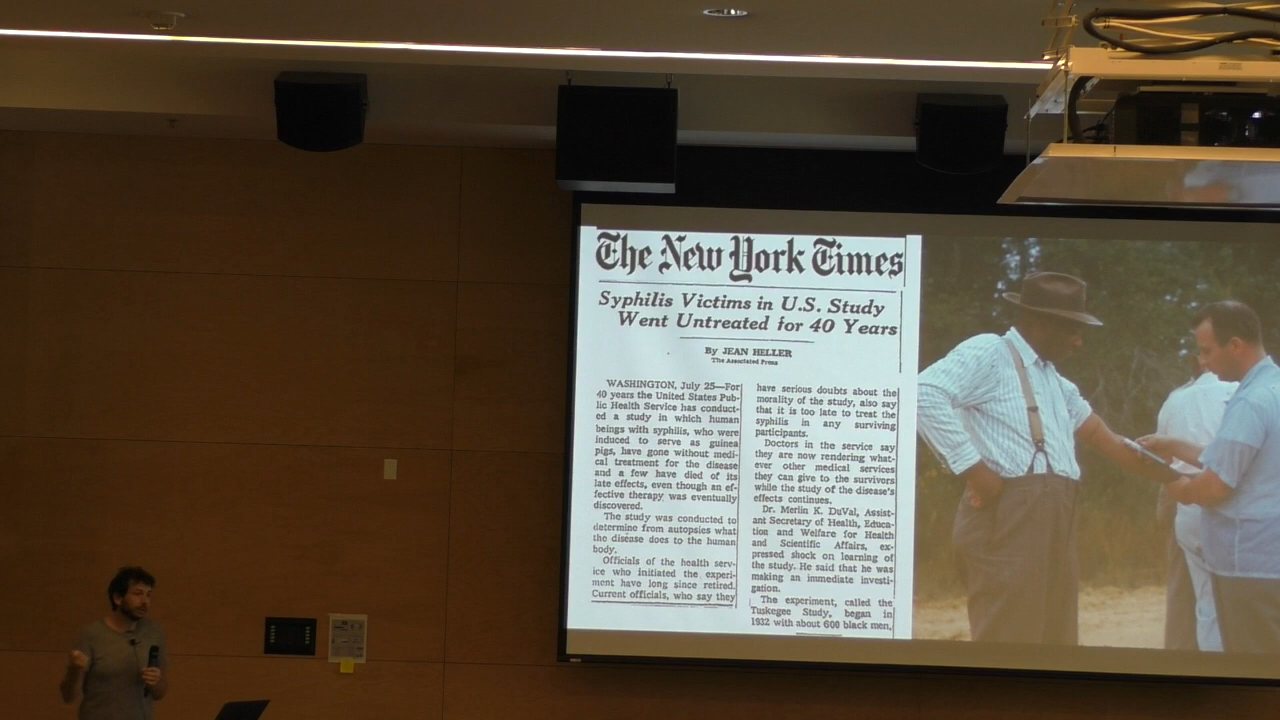 The New York Times
Syphilis Victims in U.S. Study
Went Untreated for 40 Years
By JEAN HELLER
The Associated Press
WASHINGTON, July 25—For
40 years the United States Pub-
lic Health Service has conduct-
ed a study in which human
beings with syphilis, who were
induced to serve as guinea
pigs, have gone without medi-
cal treatment for the disease
and a few have died of its
late effects, even though an ef-
fective therapy was eventually
discovered.
The study was conducted to
determine from autopsies what
the disease does to the human
body.
Officials of the health serv-
ice who initiated the experi-
ment have long since retired.
Current officials, who say they
have serious doubts about the
morality of the study, also say
that it is too late to treat the
syphilis in any surviving
participants.
Doctors in the service say
they are now rendering what-
ever other medical services
they can give to the survivors
while the study of the disease's
effects continues.
Dr. Merlin K. DuVal, Assist-
ant Secretary of Health, Educa-
tion and Welfare for Health
and Scientific Affairs, ex-
pressed shock on learning of
the study. He said that he was
making an immediate investi-
gation.
The experiment, called the
Tuskegee Study, began in
1932 with about 600 black men,